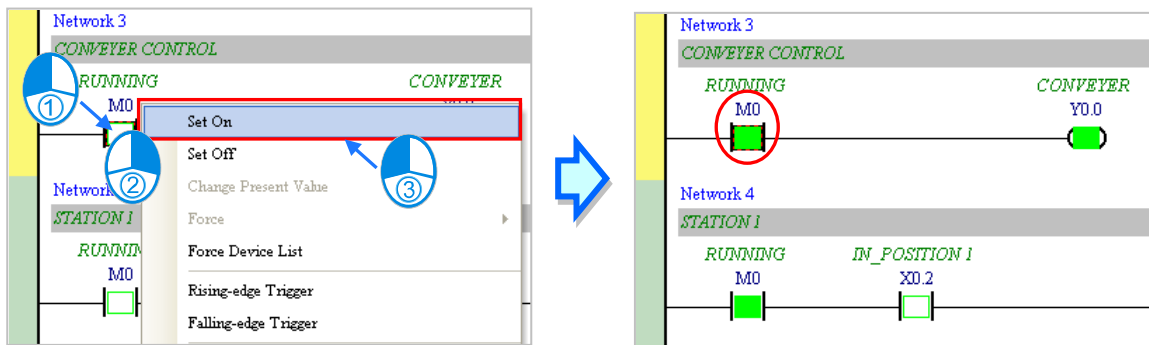 Network 3
CONVEYER CONTROL
RUNNING
CONVEYER
M0
①
Set On
②
Set Off
③
Change Present Value
Network
STATION 1
Force
RUNNIN
Force Device List
M0
Rising-edge Trigger
Falling-edge Trigger
Network 3
CONVEYER CONTROL
RUNNING
CONVEYER
M0
Y0.0
Network 4
STATION 1
RUNNING
IN_POSITION 1
M0
X0.2